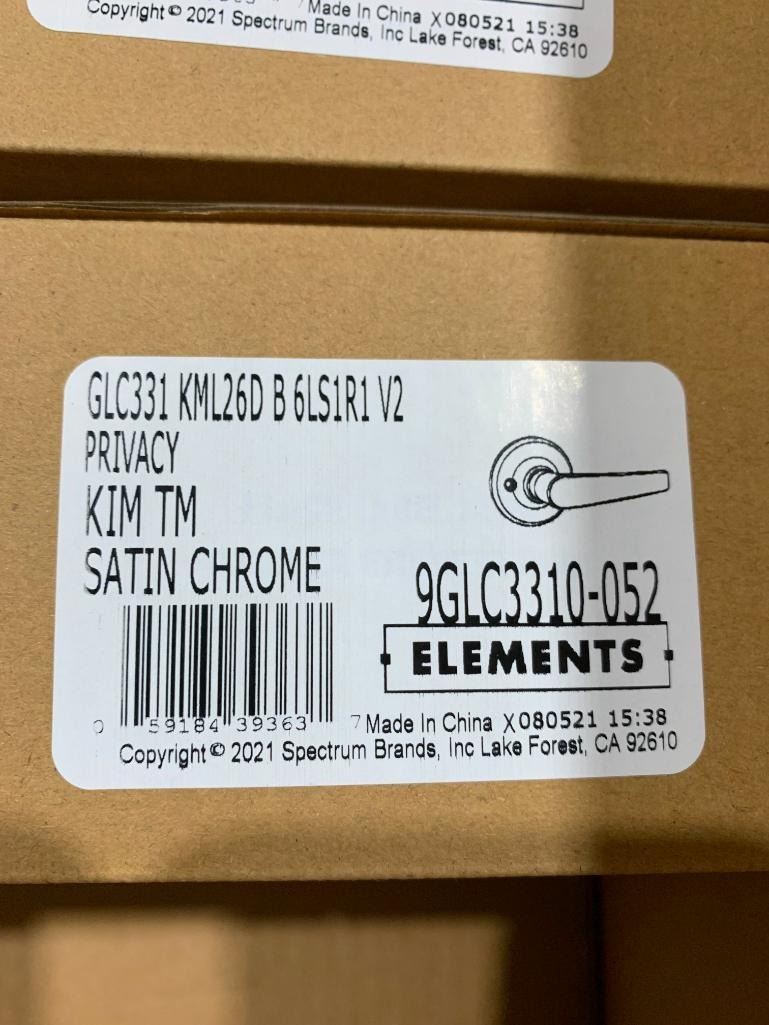 Made In China X080521 15:38
Copyright © 2021 Spectrum Brands, Inc Lake Forest, CA 92610
GLC331 KML26D B 6LS1R1 V2
PRIVACY
KIM TM
SATIN CHROME
9GLC3310-052
ELEMENTS
0 59184 39363 7 Made In China X080521 15:38
Copyright © 2021 Spectrum Brands, Inc Lake Forest, CA 92610